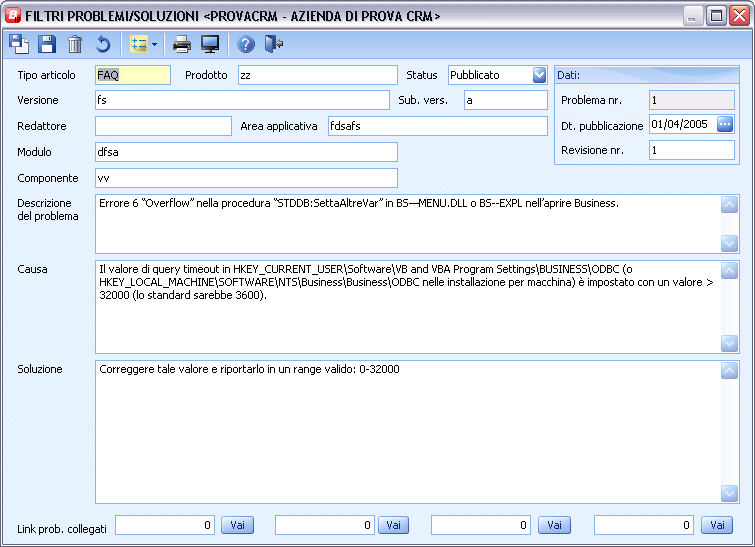 FILTRI PROBLEMI/SOLUZIONI <PROVACRM - AZIENDA DI PROVA CRM>
Tipo articolo FAQ Prodotto zz Status Pubblicato Dati:
Versione fs Sub. vers. a Problema nr. 1
Redattore Area applicativa fdsafs Dt. pubblicazione 01/04/2005
Modulo dfsa Revisione nr. 1
Componente vv
Descrizione del problema
Errore 6 “Overflow” nella procedura “STDDB:SettaAltreVar” in BS—MENU.DLL o BS--EXPL nell’aprire Business.
Causa
Il valore di query timeout in HKEY_CURRENT_USER\Software\VB and VBA Program Settings\BUSINESS\ODBC (o
HKEY_LOCAL_MACHINE\SOFTWARE\NTS\Business\Business\ODBC nelle installazione per macchina) è impostato con un valore >
32000 (lo standard sarebbe 3600).
Soluzione
Correggere tale valore e riportarlo in un range valido: 0-32000
Link prob. collegati 0 Vai 0 Vai 0 Vai 0 Vai